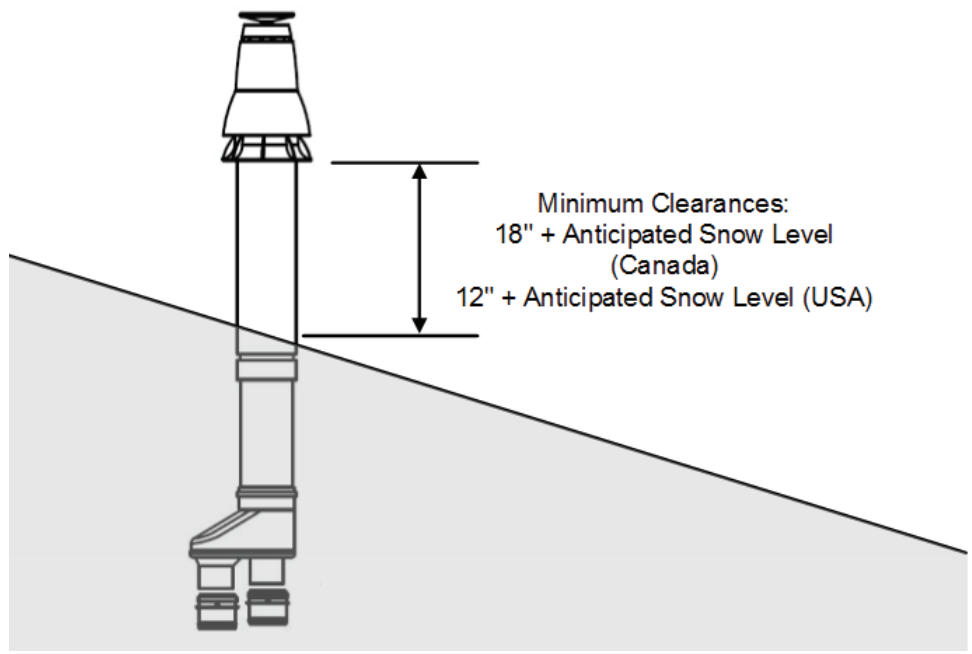 Minimum Clearances:
18" + Anticipated Snow Level
(Canada)
12" + Anticipated Snow Level (USA)